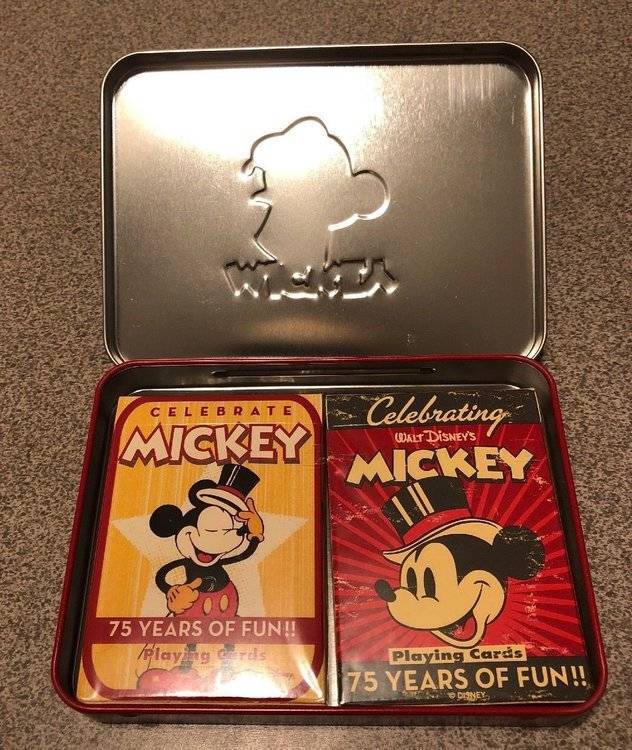 CELEBRATE
MICKEY
75 YEARS OF FUN!!
Playing Cards
Celebrating
WALT DISNEY'S
MICKEY
Playing Cards
75 YEARS OF FUN!!
© DISNEY